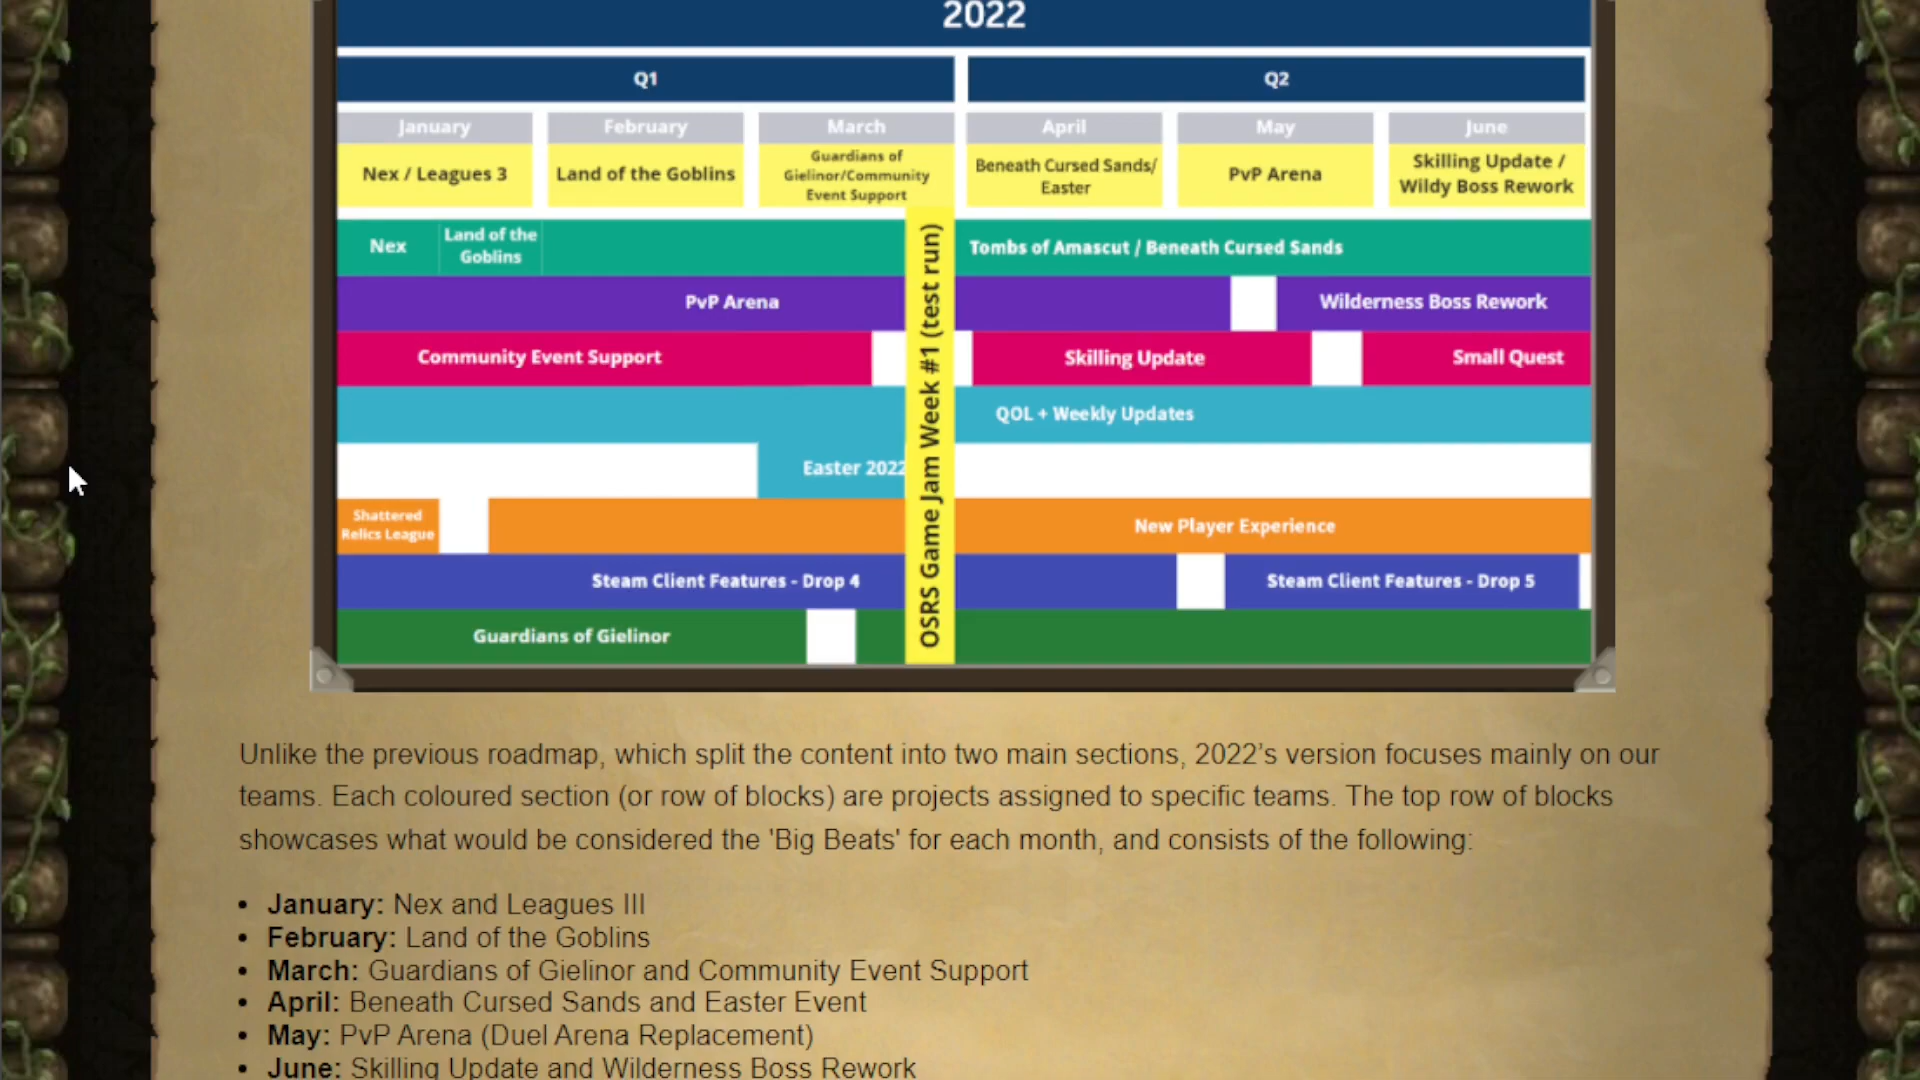 2022
Q1
Q2
January
February
March
April
May
June
Nex / Leagues 3
Land of the Goblins
Guardians of
Gielinor/Community
Event Support
Beneath Cursed Sands/
Easter
PvP Arena
Skilling Update /
Wildy Boss Rework
Nex
Land of the
Goblins
Tombs of Amascut / Beneath Cursed Sands
PvP Arena
Wilderness Boss Rework
Community Event Support
Skilling Update
Small Quest
QOL + Weekly Updates
Easter 2022
Shattered
Relics League
New Player Experience
Steam Client Features - Drop 4
Steam Client Features - Drop 5
Guardians of Gielinor
OSRS Game Jam Week #1 (test run)
Unlike the previous roadmap, which split the content into two main sections, 2022's version focuses mainly on our
teams. Each coloured section (or row of blocks) are projects assigned to specific teams. The top row of blocks
showcases what would be considered the 'Big Beats' for each month, and consists of the following:
• January: Nex and Leagues III
• February: Land of the Goblins
• March: Guardians of Gielinor and Community Event Support
• April: Beneath Cursed Sands and Easter Event
• May: PvP Arena (Duel Arena Replacement)
• June: Skilling Update and Wilderness Boss Rework